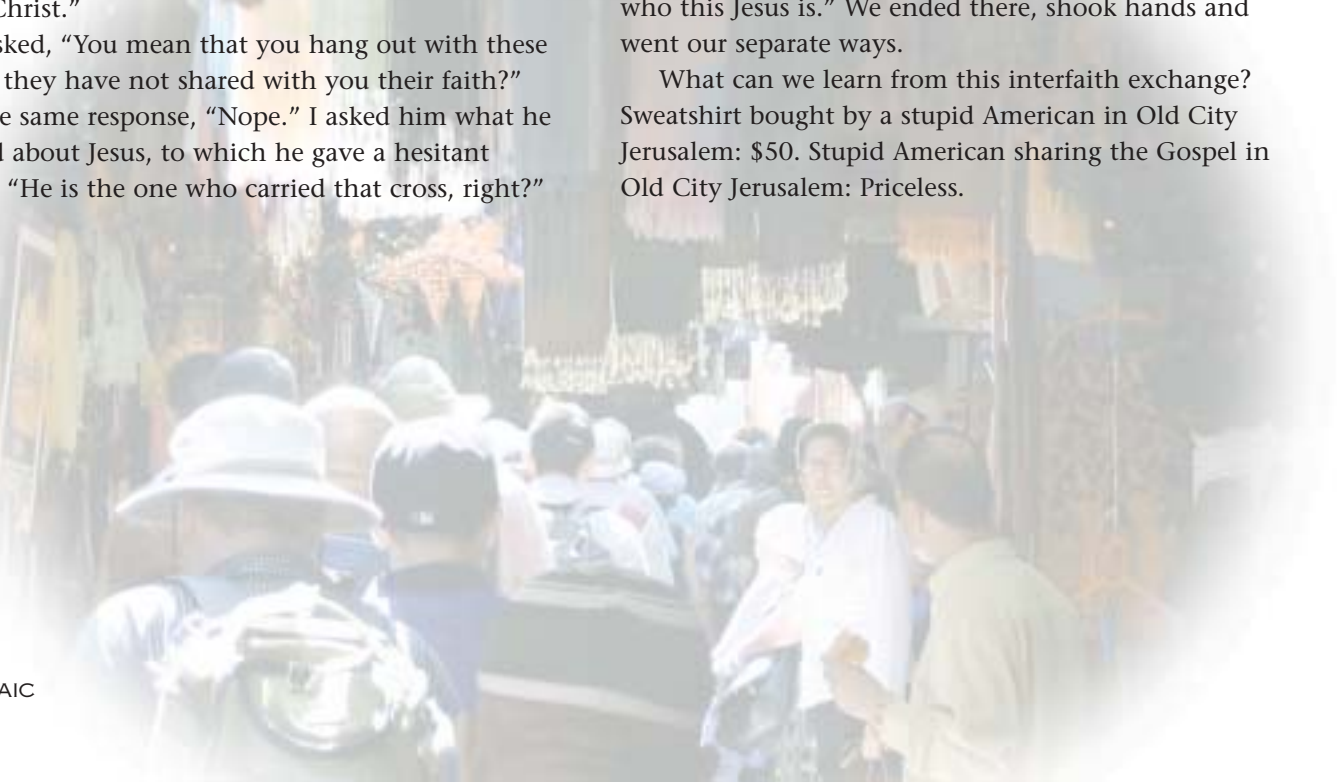 Christ.”
sked, “You mean that you hang out with these
they have not shared with you their faith?”
e same response, “Nope.” I asked him what he
d about Jesus, to which he gave a hesitant
“He is the one who carried that cross, right?”
who this Jesus is.” We ended there, shook hands and
went our separate ways.
What can we learn from this interfaith exchange?
Sweatshirt bought by a stupid American in Old City
Jerusalem: $50. Stupid American sharing the Gospel in
Old City Jerusalem: Priceless.
AIC